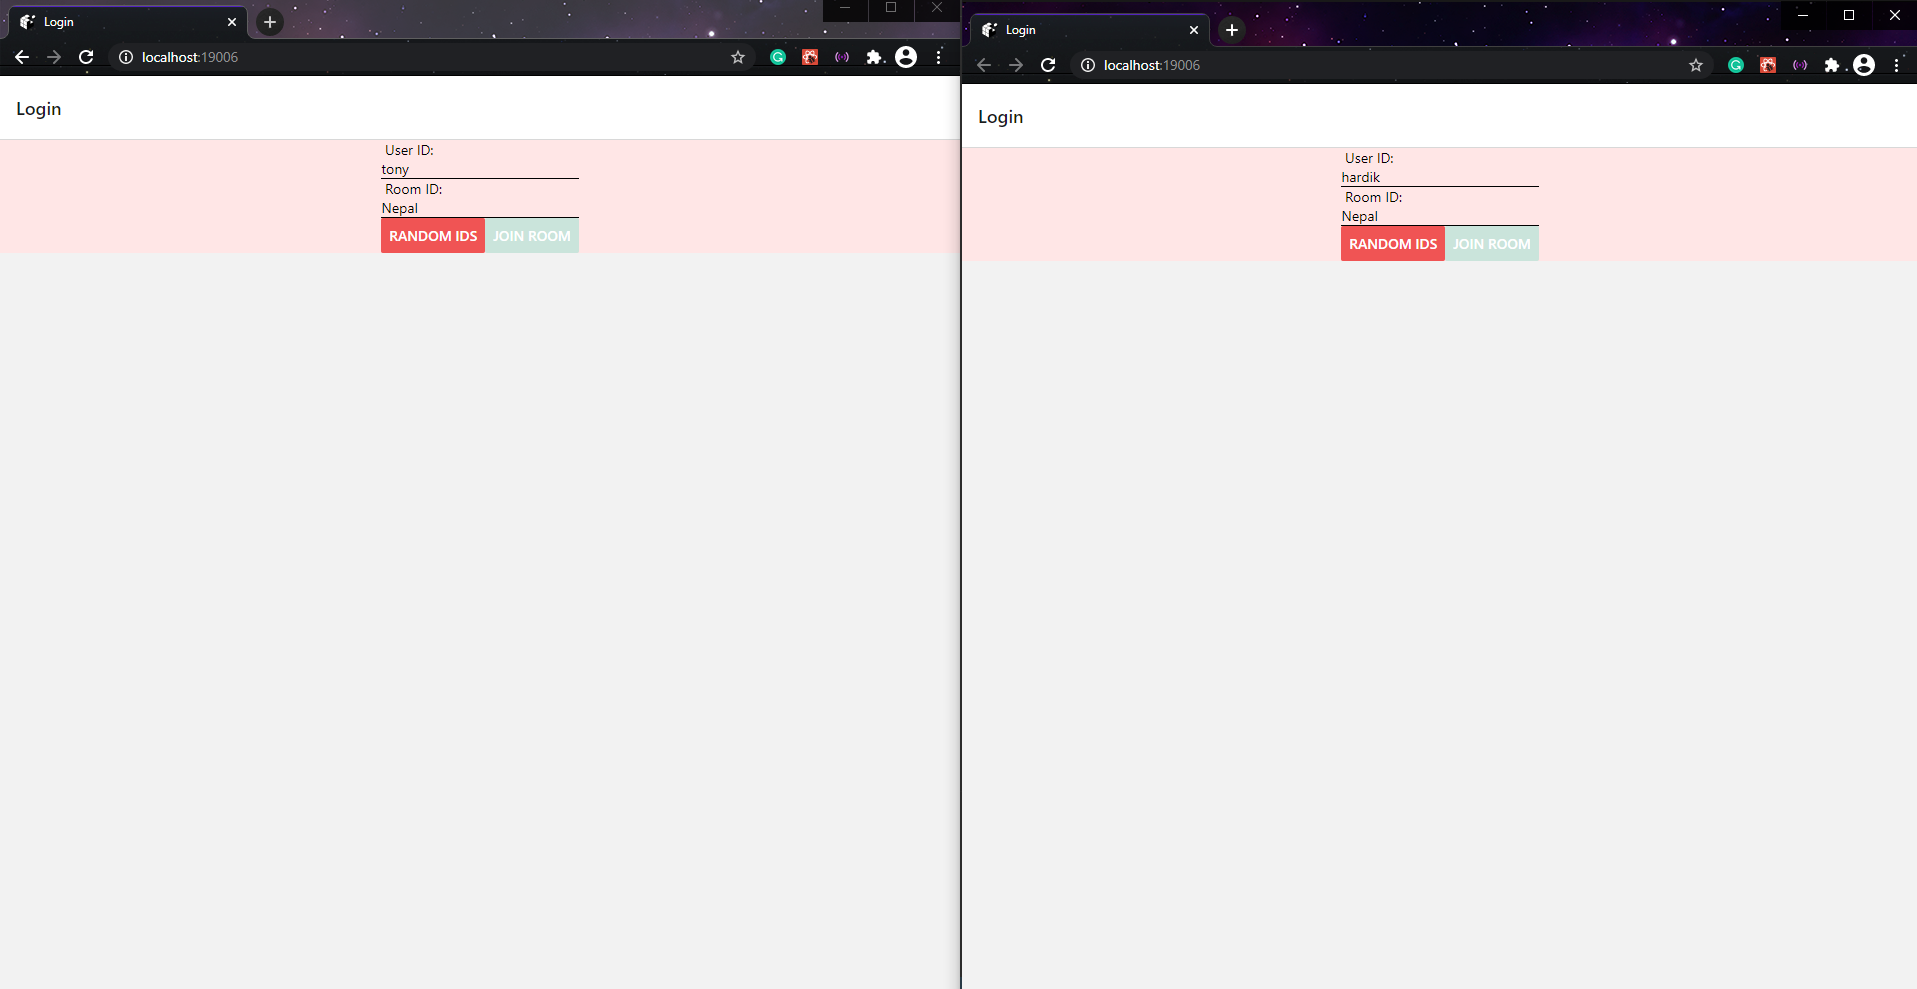 Login
localhost:19006
Login
User ID:
tony
Room ID:
Nepal
RANDOM IDS JOIN ROOM
Login
localhost:19006
Login
User ID:
hardik
Room ID:
Nepal
RANDOM IDS JOIN ROOM